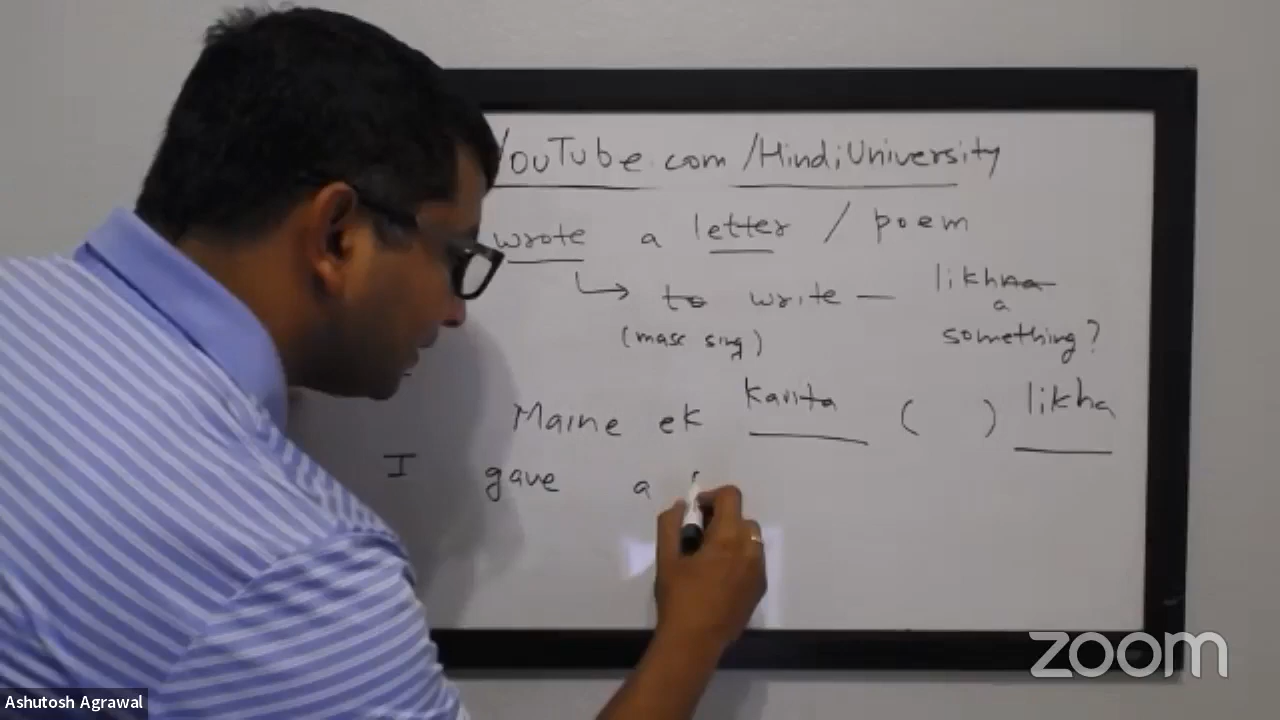 YouTube.com/HindiUniversity
wrote a letter / poem
to write — likhna
a
(masc sing) something?
Maine ek kavita ( ) likha
I gave a
zoom
Ashutosh Agrawal